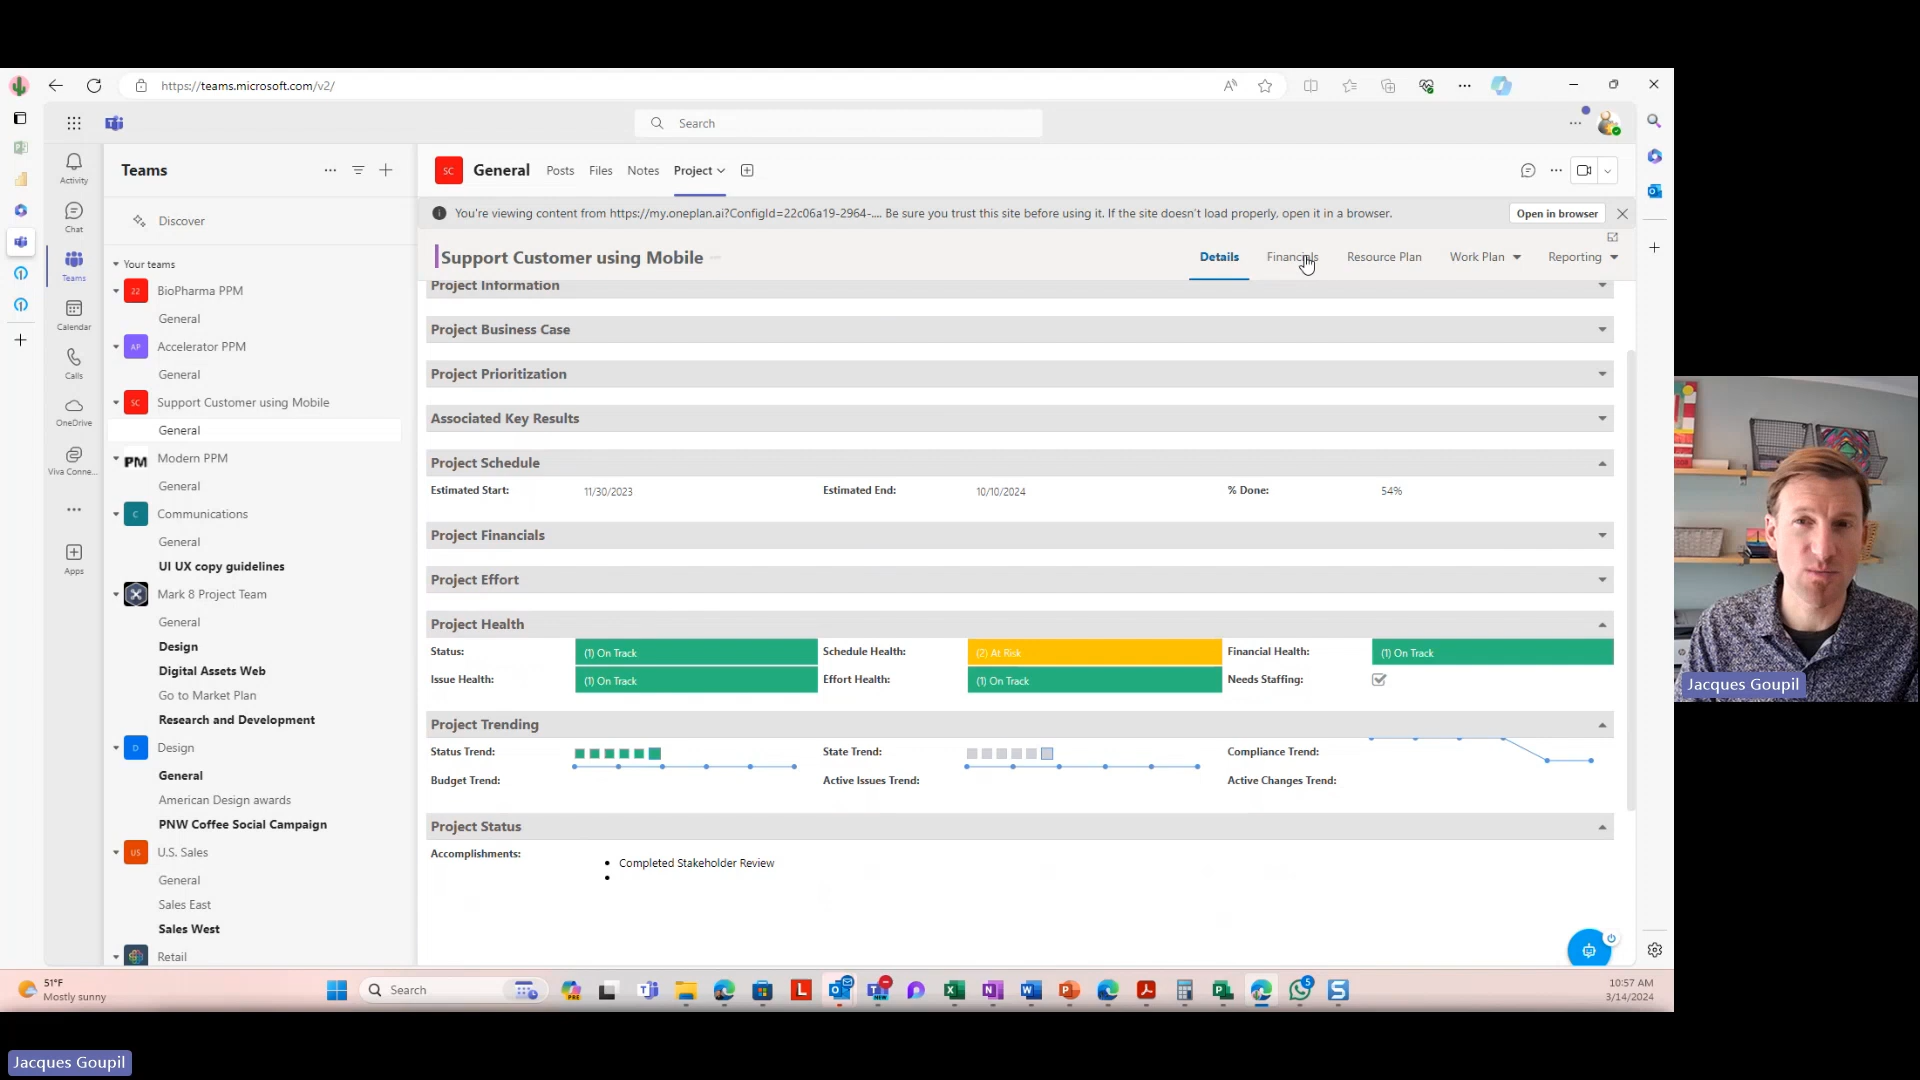 https://teams.microsoft.com/v2/
Search
Activity
Chat
Teams
Calendar
Calls
OneDrive
Viva Conne...
Apps
Teams
Discover
Your teams
22 BioPharma PPM
General
AP Accelerator PPM
General
SC Support Customer using Mobile
General
PM Modern PPM
General
C Communications
General
UI UX copy guidelines
Mark 8 Project Team
General
Design
Digital Assets Web
Go to Market Plan
Research and Development
D Design
General
American Design awards
PNW Coffee Social Campaign
US U.S. Sales
General
Sales East
Sales West
Retail
SC General Posts Files Notes Project
You're viewing content from https://my.oneplan.ai?ConfigId=22c06a19-2964-.... Be sure you trust this site before using it. If the site doesn't load properly, open it in a browser. Open in browser
Support Customer using Mobile Details Financials Resource Plan Work Plan Reporting
Project Information
Project Business Case
Project Prioritization
Associated Key Results
Project Schedule
Estimated Start: 11/30/2023 Estimated End: 10/10/2024 % Done: 54%
Project Financials
Project Effort
Project Health
Status: (1) On Track Schedule Health: (2) At Risk Financial Health: (1) On Track
Issue Health: (1) On Track Effort Health: (1) On Track Needs Staffing:
Project Trending
Status Trend: State Trend: Compliance Trend:
Budget Trend: Active Issues Trend: Active Changes Trend:
Project Status
Accomplishments:
• Completed Stakeholder Review
•
Jacques Goupil
51°F
Mostly sunny
Search
PRE
NEW
5
10:57 AM
3/14/2024
Jacques Goupil